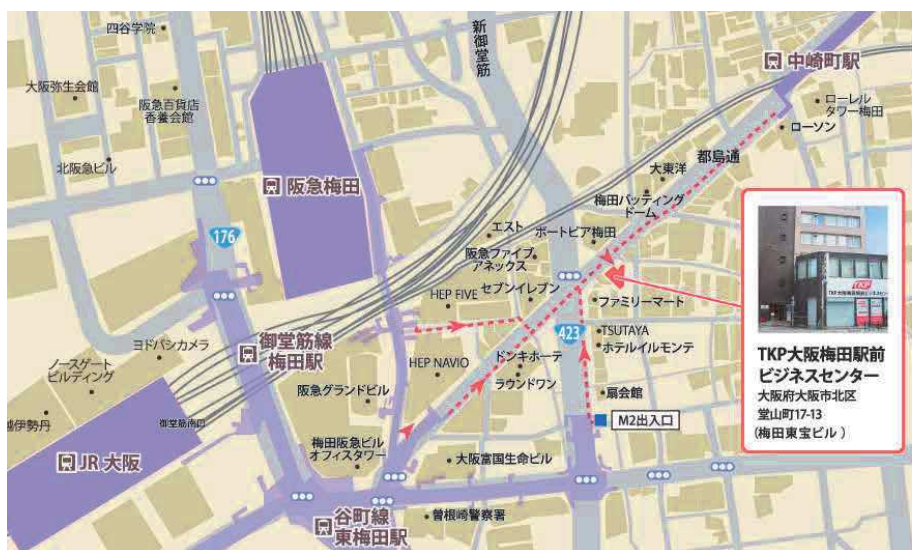 四谷学院
新御堂筋
中崎町駅
大阪弥生会館
阪急百貨店
香養会館
ローレル
タワー梅田
ローソン
都島通
北阪急ビル
大東洋
阪急梅田
梅田バッティング
ドーム
エスト
ポートピア梅田
176
阪急ファイブ
アネックス
HEP FIVE
セブンイレブン
ファミリーマート
423
TSUTAYA
ホテルイルモンテ
ヨドバシカメラ
御堂筋線
梅田駅
ノースゲート
ビルディング
HEP NAVIO
ドンキホーテ
ラウンドワン
阪急グランドビル
扇会館
越伊勢丹
御堂筋南口
M2出入口
梅田阪急ビル
オフィスタワー
JR 大阪
大阪富国生命ビル
谷町線
東梅田駅
曽根崎警察署
TKP
TKP大阪梅田駅前
ビジネスセンター
大阪府大阪市北区
堂山町17-13
(梅田東宝ビル )